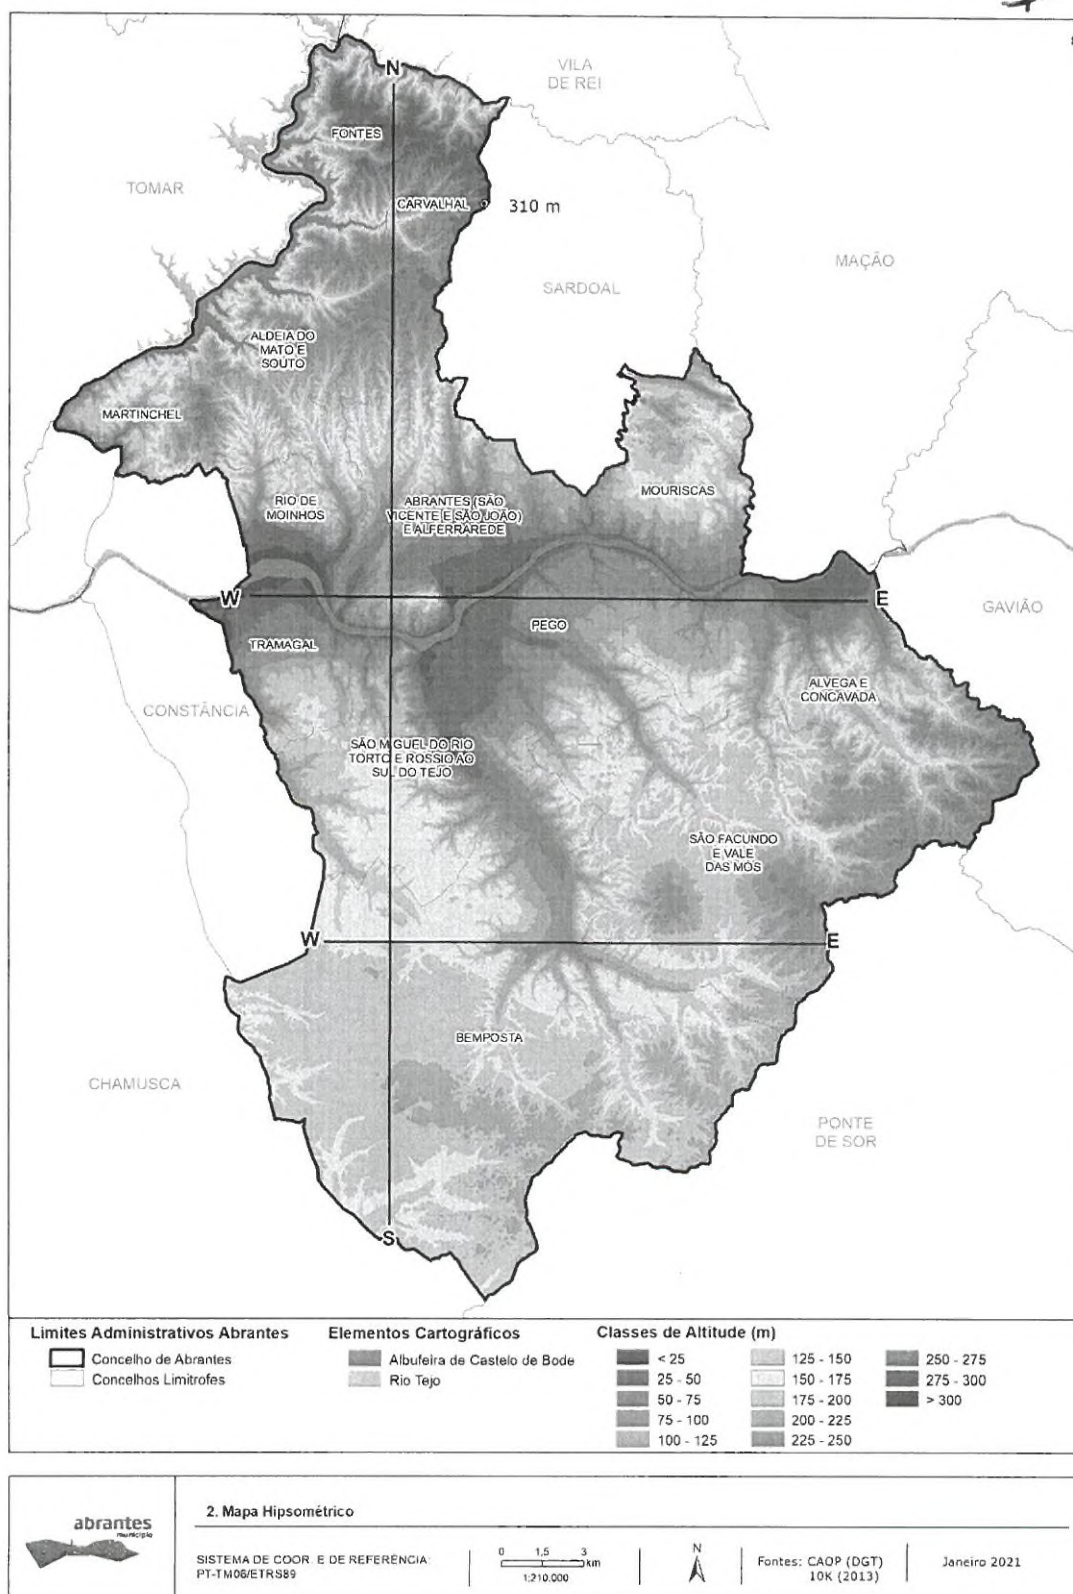 N
VILA
DE REI
FONTES
TOMAR
CARVALHAL
310 m
MAÇÃO
SARDOAL
ALDEIA DO
MATO E
SOUTO
MARTINCHEL
RIO DE
MOINHOS
ABRANTES (SÃO
VICENTE E SÃO JOÃO)
E ALFERRAREDE
MOURISCAS
W
E
GAVIÃO
PEGO
TRAMAGAL
ALVEGA E
CONCAVADA
CONSTÂNCIA
SÃO MIGUEL DO RIO
TORTO E ROSSIO AO
SUL DO TEJO
SÃO FACUNDO
E VALE
DAS MÓS
W
E
BEMPOSTA
CHAMUSCA
PONTE
DE SOR
S
Limites Administrativos Abrantes
Concelho de Abrantes
Concelhos Limítrofes
Elementos Cartográficos
Albufeira de Castelo de Bode
Rio Tejo
Classes de Altitude (m)
< 25
25 - 50
50 - 75
75 - 100
100 - 125
125 - 150
150 - 175
175 - 200
200 - 225
225 - 250
250 - 275
275 - 300
> 300
abrantes
município
2. Mapa Hipsométrico
SISTEMA DE COOR. E DE REFERÊNCIA:
PT-TM06/ETRS89
0 1,5 3
km
1:210.000
N
Fontes: CAOP (DGT)
10K (2013)
Janeiro 2021